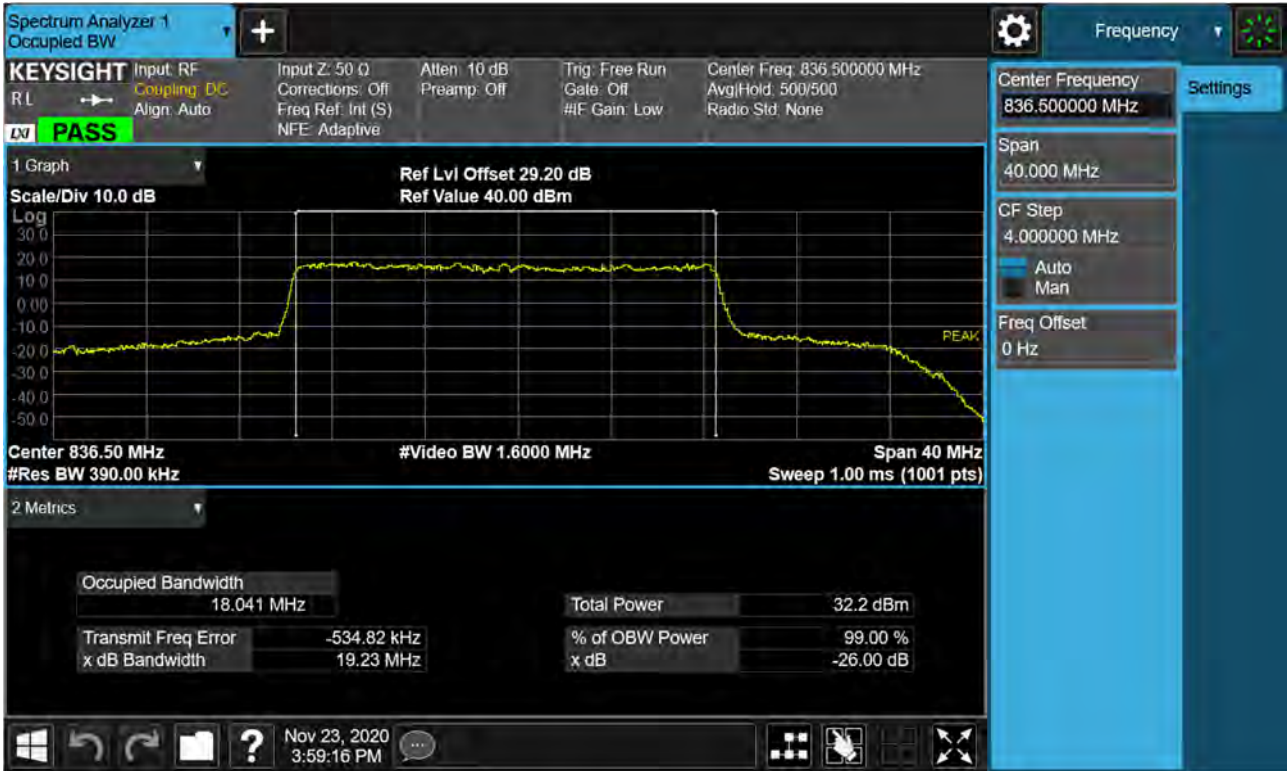 Spectrum Analyzer 1
Occupied BW
Frequency
KEYSIGHT
R L
LXI
PASS
Input: RF
Coupling: DC
Align: Auto
Input Z: 50 Ω
Corrections: Off
Freq Ref: Int (S)
NFE: Adaptive
Atten: 10 dB
Preamp: Off
Trig: Free Run
Gate: Off
#IF Gain: Low
Center Freq: 836.500000 MHz
Avg|Hold: 500/500
Radio Std: None
Center Frequency
836.500000 MHz
Settings
Span
40.000 MHz
CF Step
4.000000 MHz
Auto
Man
Freq Offset
0 Hz
1 Graph
Scale/Div 10.0 dB
Ref Lvl Offset 29.20 dB
Ref Value 40.00 dBm
Log
30.0
20.0
10.0
0.00
-10.0
-20.0
-30.0
-40.0
-50.0
PEAK
Center 836.50 MHz
#Video BW 1.6000 MHz
Span 40 MHz
#Res BW 390.00 kHz
Sweep 1.00 ms (1001 pts)
2 Metrics
Occupied Bandwidth
18.041 MHz
Total Power 32.2 dBm
Transmit Freq Error -534.82 kHz
% of OBW Power 99.00 %
x dB Bandwidth 19.23 MHz
x dB -26.00 dB
?
Nov 23, 2020
3:59:16 PM